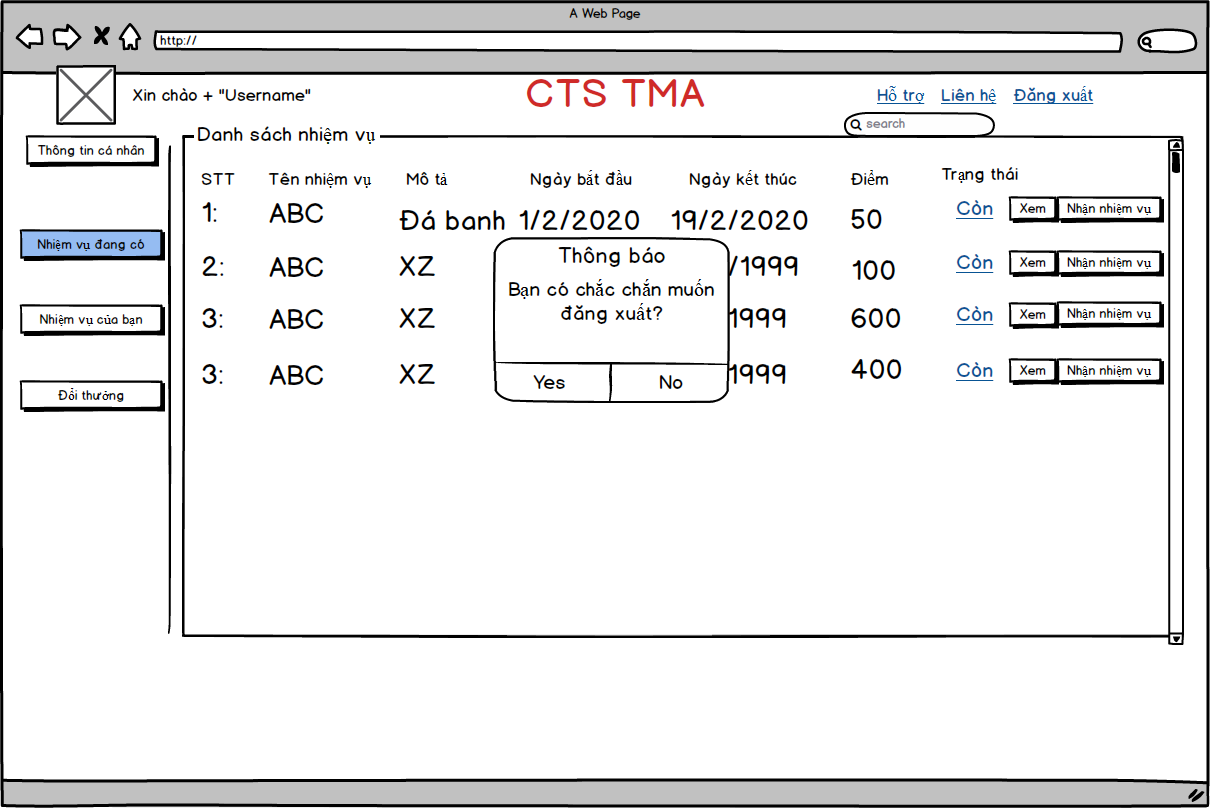 A Web Page
http://
Xin chào + "Username"
CTS TMA
Hỗ trợ Liên hệ Đăng xuất
search
Thông tin cá nhân
Nhiệm vụ đang có
Nhiệm vụ của bạn
Đổi thưởng
Danh sách nhiệm vụ
STT Tên nhiệm vụ Mô tả Ngày bắt đầu Ngày kết thúc Điểm Trạng thái
1: ABC Đá banh 1/2/2020 19/2/2020 50 Còn Xem Nhận nhiệm vụ
2: ABC XZ /1999 100 Còn Xem Nhận nhiệm vụ
3: ABC XZ 1999 600 Còn Xem Nhận nhiệm vụ
3: ABC XZ 1999 400 Còn Xem Nhận nhiệm vụ
Thông báo
Bạn có chắc chắn muốn
đăng xuất?
Yes No